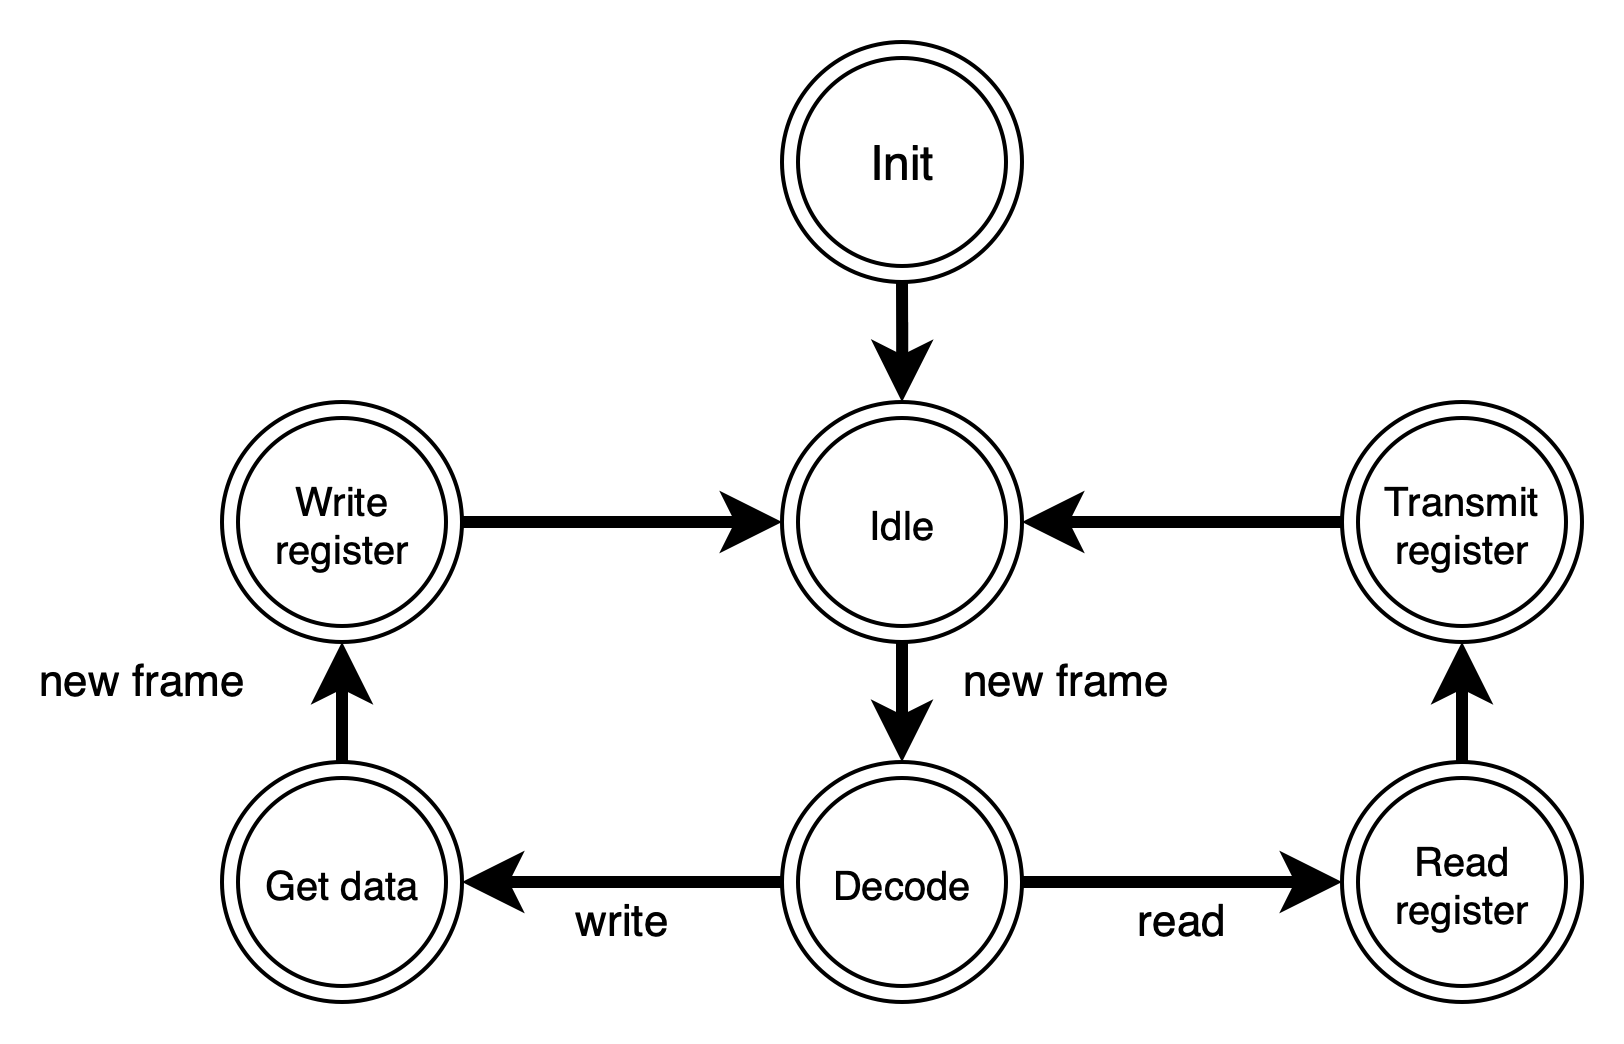 Init
Write
register
Idle
Transmit
register
new frame
new frame
Get data
Decode
Read
register
write
read